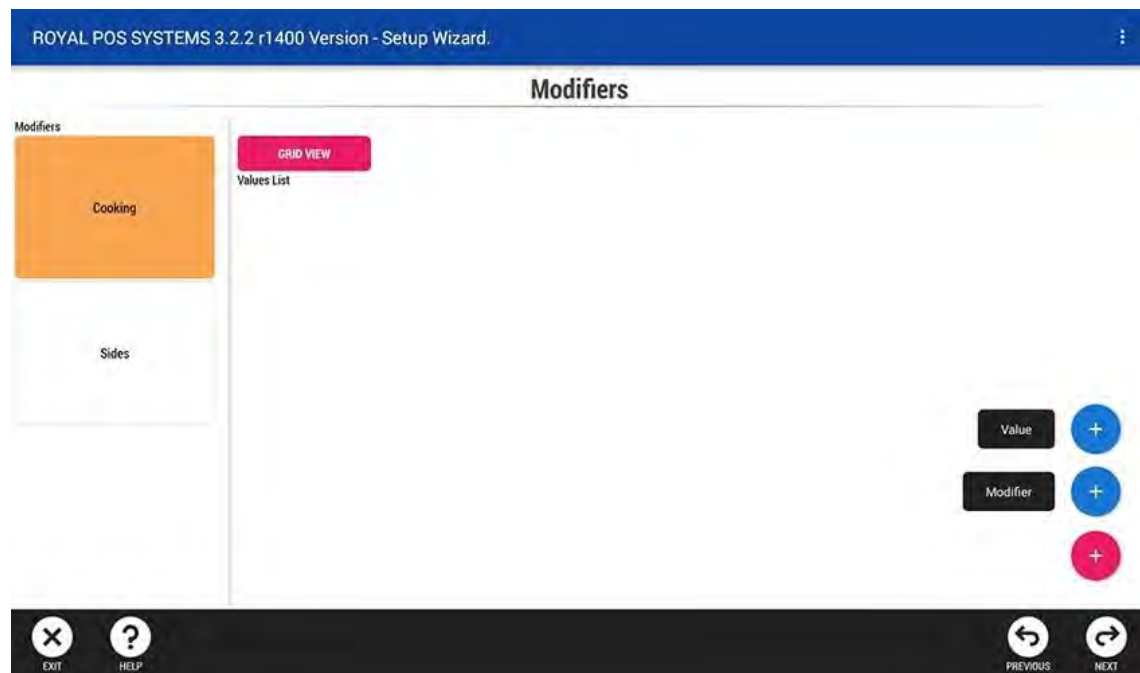 ROYAL POS SYSTEMS 3.2.2 r1400 Version - Setup Wizard.
Modifiers
Modifiers
Cooking
Sides
GRID VIEW
Values List
Value
Modifier
EXIT
HELP
PREVIOUS
NEXT